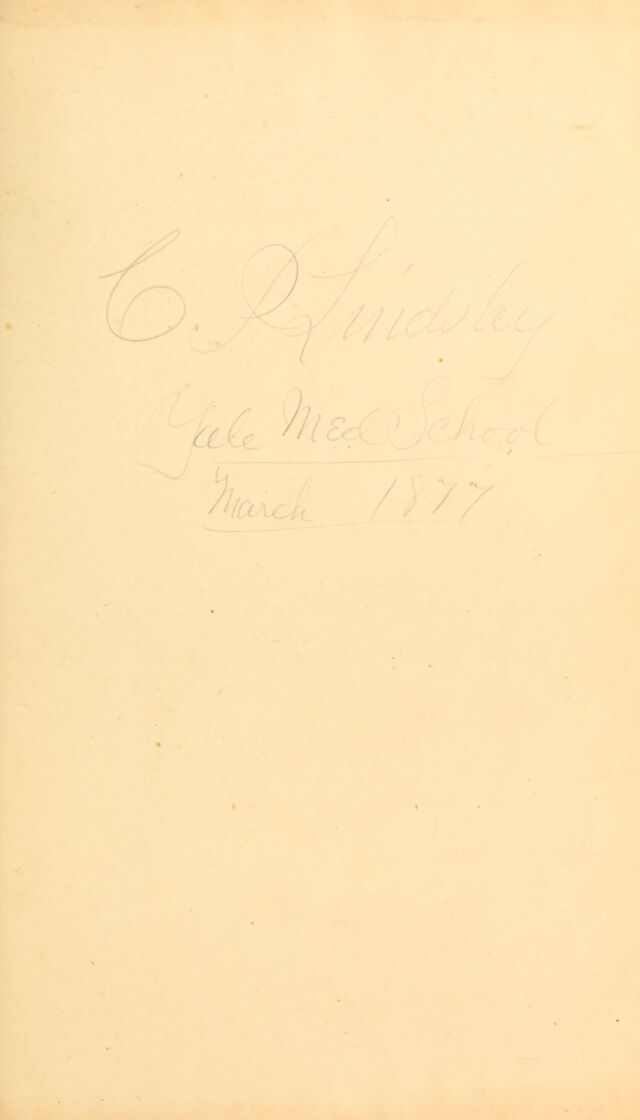 C. P. Lindsley
Yale Med School
March 1877